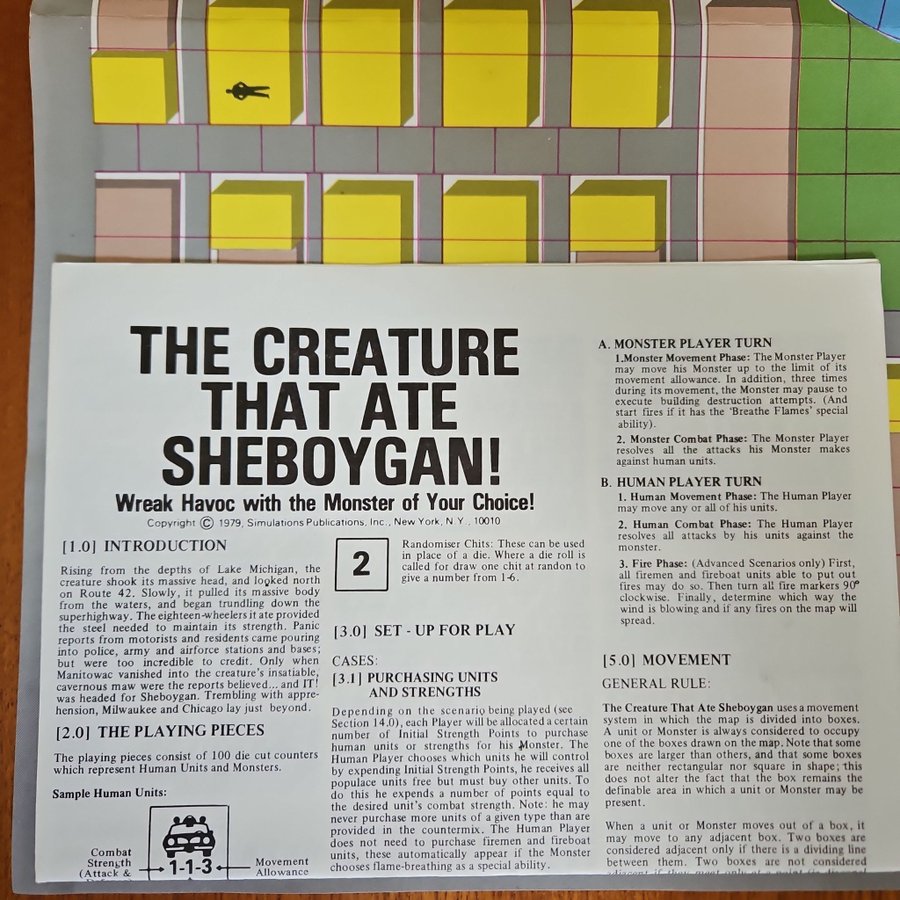 THE CREATURE
THAT ATE
SHEBOYGAN!
Wreak Havoc with the Monster of Your Choice!
Copyright © 1979, Simulations Publications, Inc., New York, N.Y., 10010
[1.0] INTRODUCTION
Rising from the depths of Lake Michigan, the
creature shook its massive head, and looked north
on Route 42. Slowly, it pulled its massive body
from the waters, and began trundling down the
superhighway. The eighteen-wheelers it ate provided
the steel needed to maintain its strength. Panic
reports from motorists and residents came pouring
into police, army and airforce stations and bases;
but were too incredible to credit. Only when
Manitowac vanished into the creature's insatiable,
cavernous maw were the reports believed... and IT!
was headed for Sheboygan. Trembling with appre-
hension, Milwaukee and Chicago lay just beyond.
[2.0] THE PLAYING PIECES
The playing pieces consist of 100 die cut counters
which represent Human Units and Monsters.
Sample Human Units:
Combat
Strength
(Attack &
1-1-3
Movement
Allowance
2
Randomiser Chits: These can be used
in place of a die. Where a die roll is
called for draw one chit at randon to
give a number from 1-6.
[3.0] SET - UP FOR PLAY
CASES:
[3.1] PURCHASING UNITS
AND STRENGTHS
Depending on the scenario being played (see
Section 14.0), each Player will be allocated a certain
number of Initial Strength Points to purchase
human units or strengths for his Monster. The
Human Player chooses which units he will control
by expending Initial Strength Points, he receives all
populace units free but must buy other units. To
do this he expends a number of points equal to
the desired unit's combat strength. Note: he may
never purchase more units of a given type than are
provided in the countermix. The Human Player
does not need to purchase firemen and fireboat
units, these automatically appear if the Monster
chooses flame-breathing as a special ability.
A. MONSTER PLAYER TURN
1.Monster Movement Phase: The Monster Player
may move his Monster up to the limit of its
movement allowance. In addition, three times
during its movement, the Monster may pause to
execute building destruction attempts. (And
start fires if it has the 'Breathe Flames' special
ability).
2. Monster Combat Phase: The Monster Player
resolves all the attacks his Monster makes
against human units.
B. HUMAN PLAYER TURN
1. Human Movement Phase: The Human Player
may move any or all of his units.
2. Human Combat Phase: The Human Player
resolves all attacks by his units against the
monster.
3. Fire Phase: (Advanced Scenarios only) First,
all firemen and fireboat units able to put out
fires may do so. Then turn all fire markers 90°
clockwise. Finally, determine which way the
wind is blowing and if any fires on the map will
spread.
[5.0] MOVEMENT
GENERAL RULE:
The Creature That Ate Sheboygan uses a movement
system in which the map is divided into boxes.
A unit or Monster is always considered to occupy
one of the boxes drawn on the map. Note that some
boxes are larger than others, and that some boxes
are neither rectangular nor square in shape; this
does not alter the fact that the box remains the
definable area in which a unit or Monster may be
present.
When a unit or Monster moves out of a box, it
may move to any adjacent box. Two boxes are
considered adjacent only if there is a dividing line
between them. Two boxes are not considered
adjacent if they meet only at a point